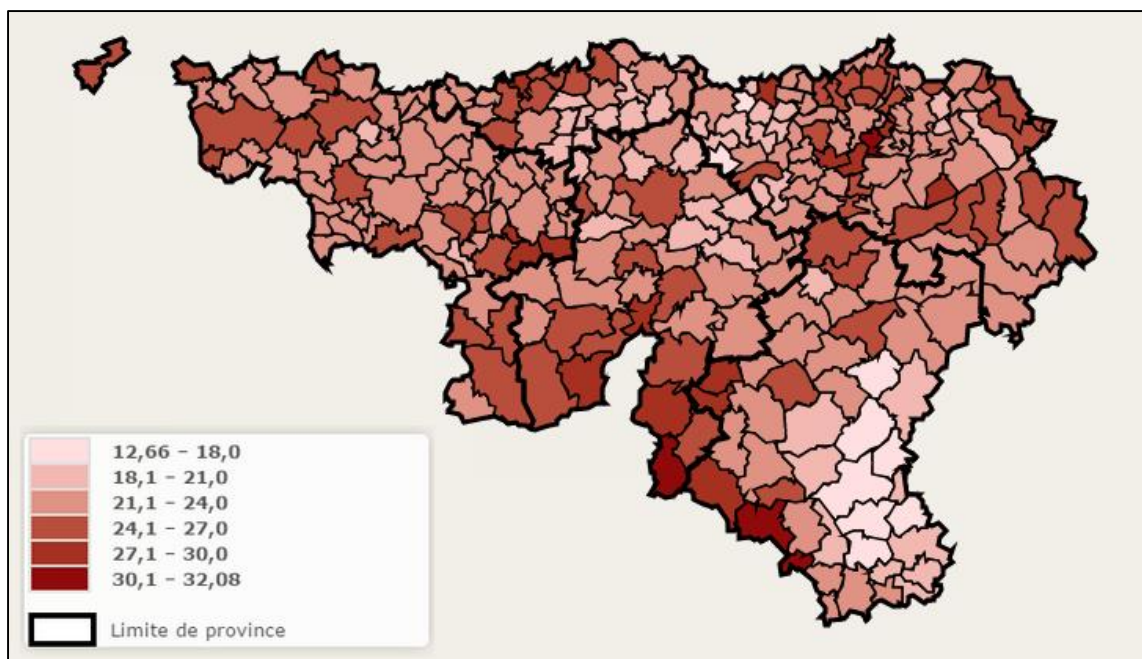 12,66 – 18,0
18,1 – 21,0
21,1 – 24,0
24,1 – 27,0
27,1 – 30,0
30,1 – 32,08
Limite de province